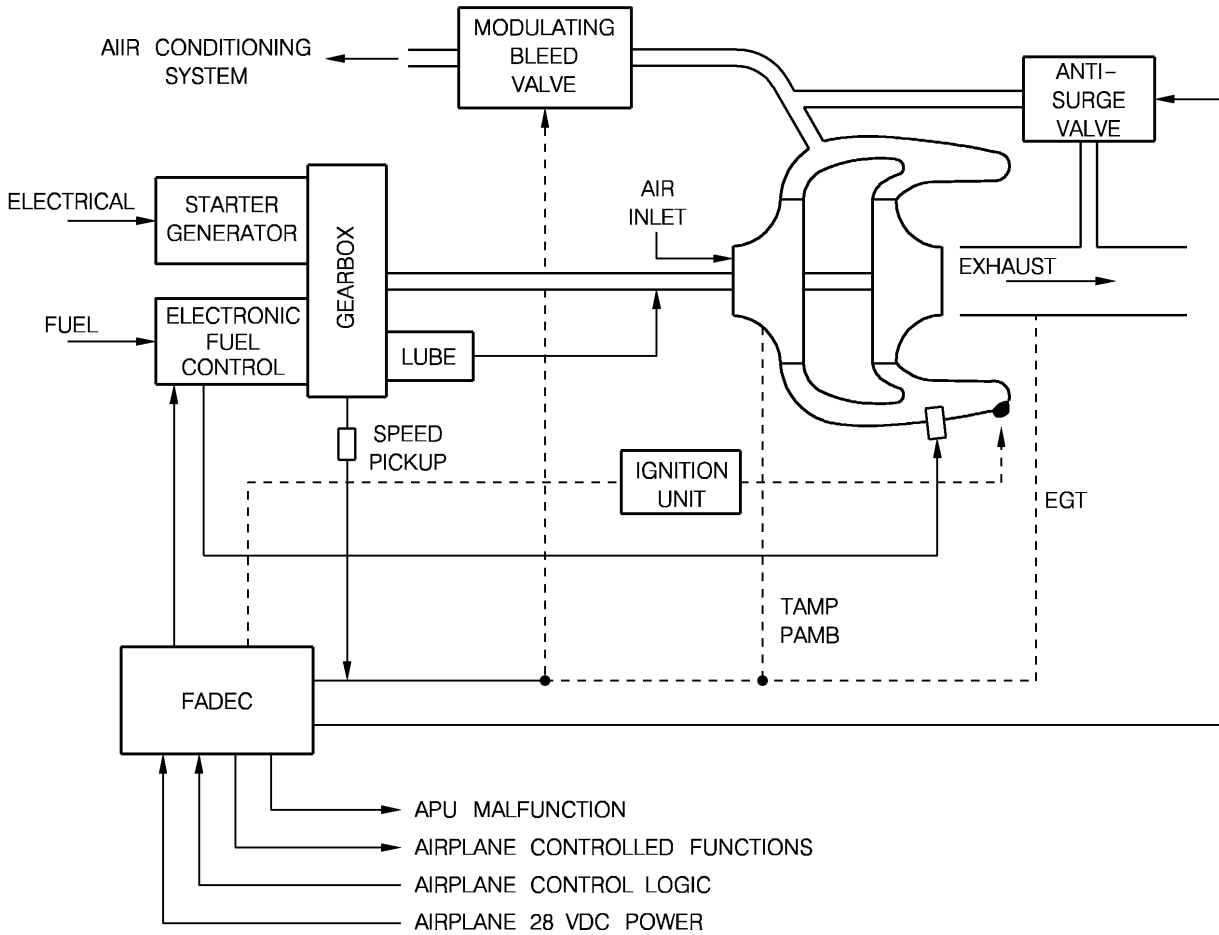 MODULATING
BLEED
VALVE
AIIR CONDITIONING
SYSTEM
ANTI-
SURGE
VALVE
ELECTRICAL
STARTER
GENERATOR
GEARBOX
AIR
INLET
EXHAUST
FUEL
ELECTRONIC
FUEL
CONTROL
LUBE
SPEED
PICKUP
IGNITION
UNIT
EGT
TAMP
PAMB
FADEC
APU MALFUNCTION
AIRPLANE CONTROLLED FUNCTIONS
AIRPLANE CONTROL LOGIC
AIRPLANE 28 VDC POWER